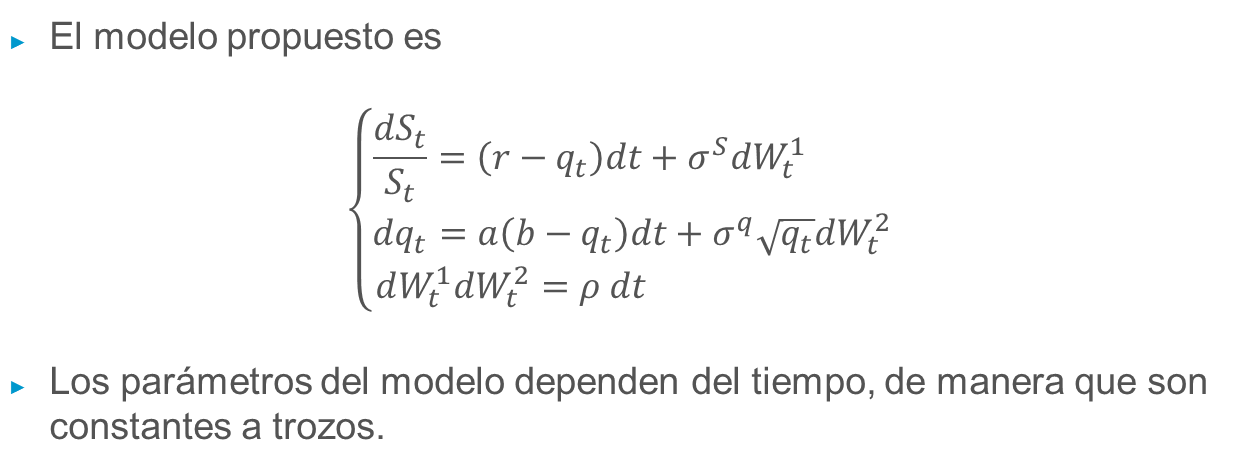 ► El modelo propuesto es
dS_t/S_t = (r − q_t)dt + σ^S dW_t^1
dq_t = a(b − q_t)dt + σ^q √q_t dW_t^2
dW_t^1 dW_t^2 = ρ dt
► Los parámetros del modelo dependen del tiempo, de manera que son
constantes a trozos.